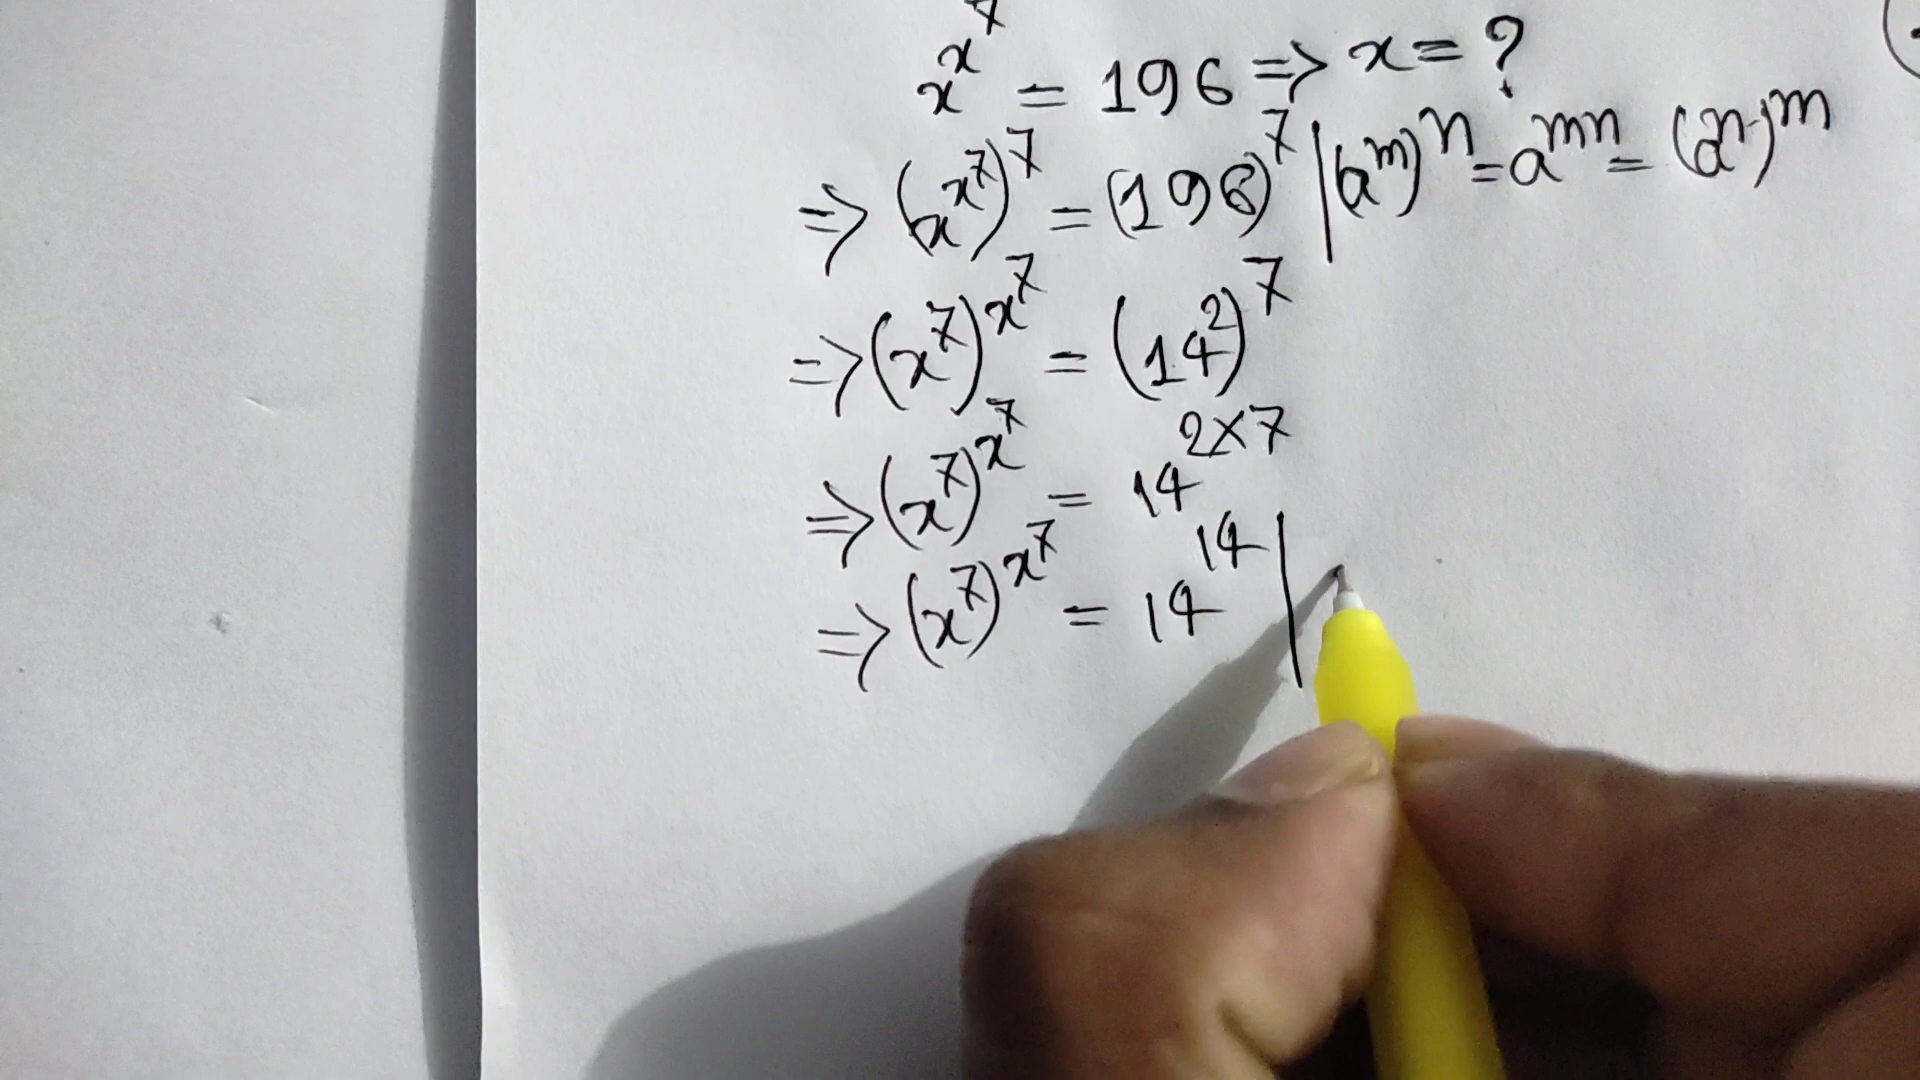 x^x^7 = 196 => x = ?
=> (x^x^7)^7 = (196)^7 | (a^m)^n = a^mn = (a^n)^m
=> (x^7)^x^7 = (14^2)^7
=> (x^7)^x^7 = 14^2×7
=> (x^7)^x^7 = 14^14 |